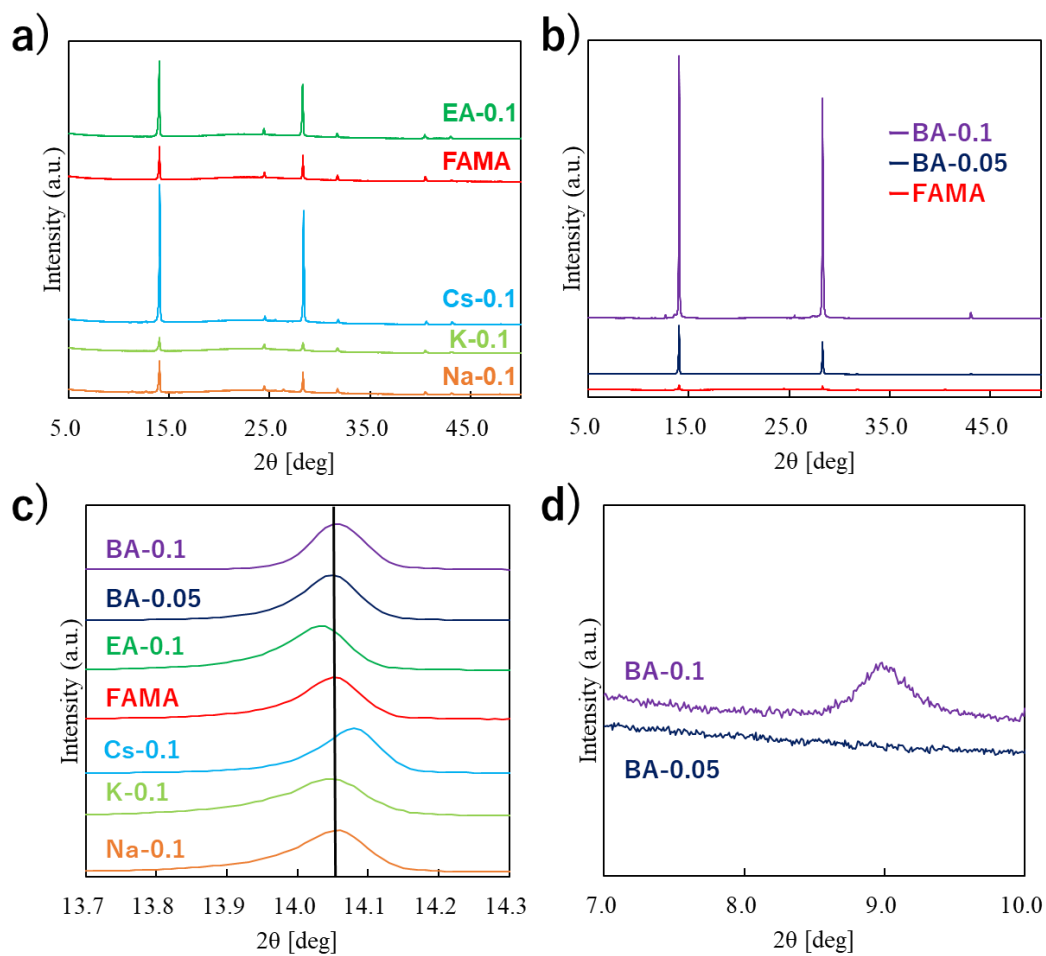 a)
EA-0.1
FAMA
Cs-0.1
K-0.1
Na-0.1
Intensity (a.u.)
5.0 15.0 25.0 35.0 45.0
2θ [deg]
b)
BA-0.1
BA-0.05
FAMA
Intensity (a.u.)
5.0 15.0 25.0 35.0 45.0
2θ [deg]
c)
BA-0.1
BA-0.05
EA-0.1
FAMA
Cs-0.1
K-0.1
Na-0.1
Intensity (a.u.)
13.7 13.8 13.9 14.0 14.1 14.2 14.3
2θ [deg]
d)
BA-0.1
BA-0.05
Intensity (a.u.)
7.0 8.0 9.0 10.0
2θ [deg]